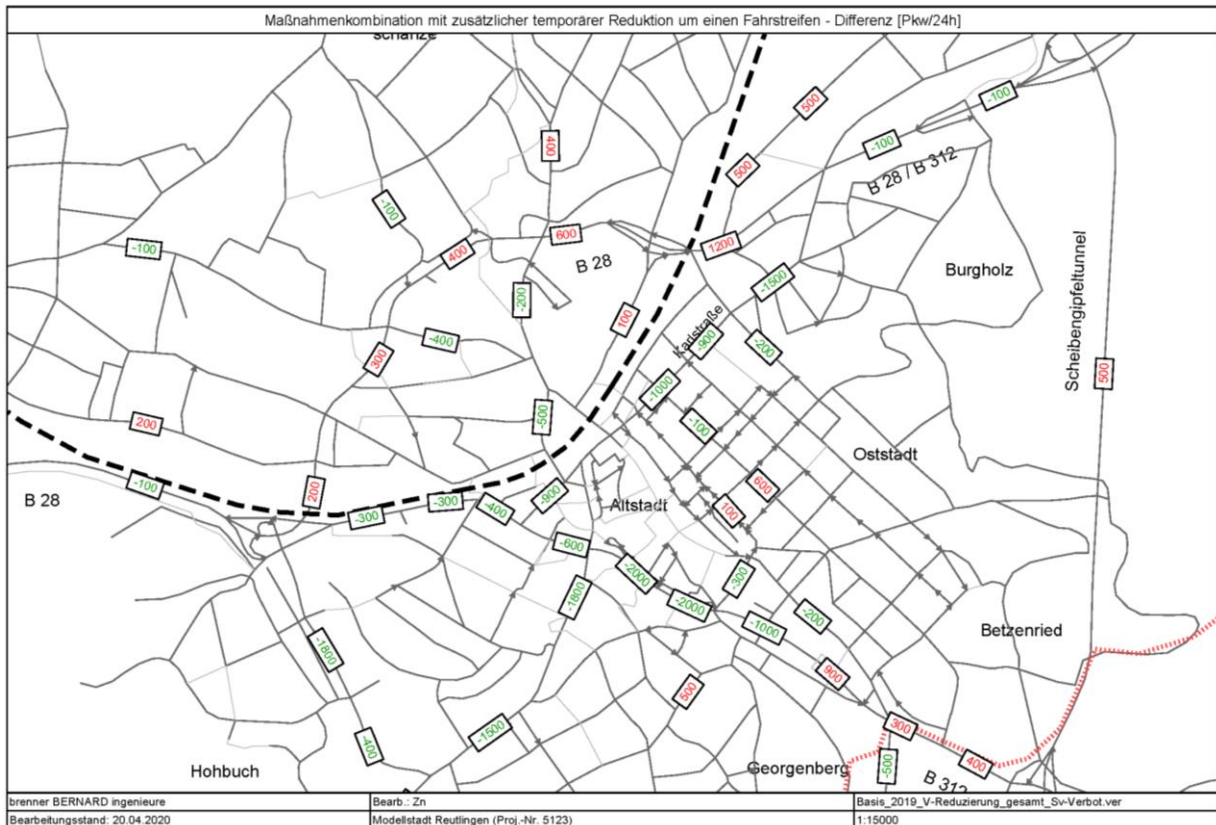 Maßnahmenkombination mit zusätzlicher temporärer Reduktion um einen Fahrstreifen - Differenz [Pkw/24h]
schanze
500
-100
400
-100
500
B 28 / B 312
-100
-100
600
1200
400
B 28
Burgholz
-1500
-200
100
Karlstraße
-900
-200
-400
300
Scheibengipfeltunnel
500
-1000
-500
200
-100
Oststadt
-100
600
200
-300
-900
B 28
-300
-400
Altstadt
100
-600
-2000
-300
-1800
-2000
-200
-1000
Betzenried
-1800
900
500
300
-1500
-400
400
-500
Hohbuch
Georgenberg
B 312
brenner BERNARD ingenieure
Bearb.: Zn
Basis_2019_V-Reduzierung_gesamt_Sv-Verbot.ver
Bearbeitungsstand: 20.04.2020
Modellstadt Reutlingen (Proj.-Nr. 5123)
1:15000